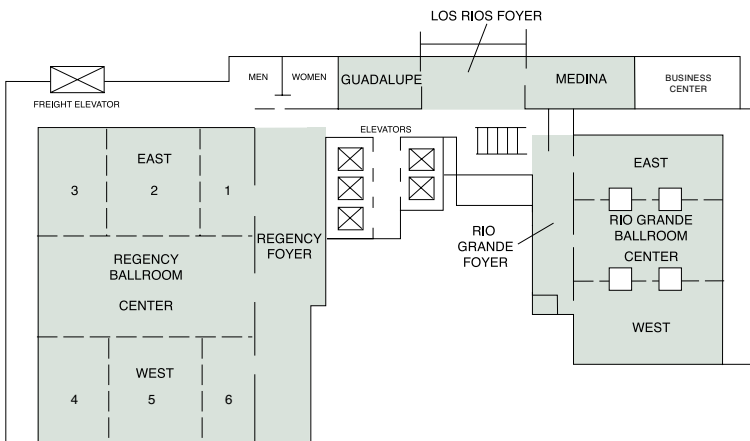 LOS RIOS FOYER
MEN
WOMEN
GUADALUPE
MEDINA
BUSINESS
CENTER
FREIGHT ELEVATOR
ELEVATORS
EAST
3
2
1
REGENCY
FOYER
REGENCY
BALLROOM
CENTER
WEST
4
5
6
RIO
GRANDE
FOYER
EAST
RIO GRANDE
BALLROOM
CENTER
WEST